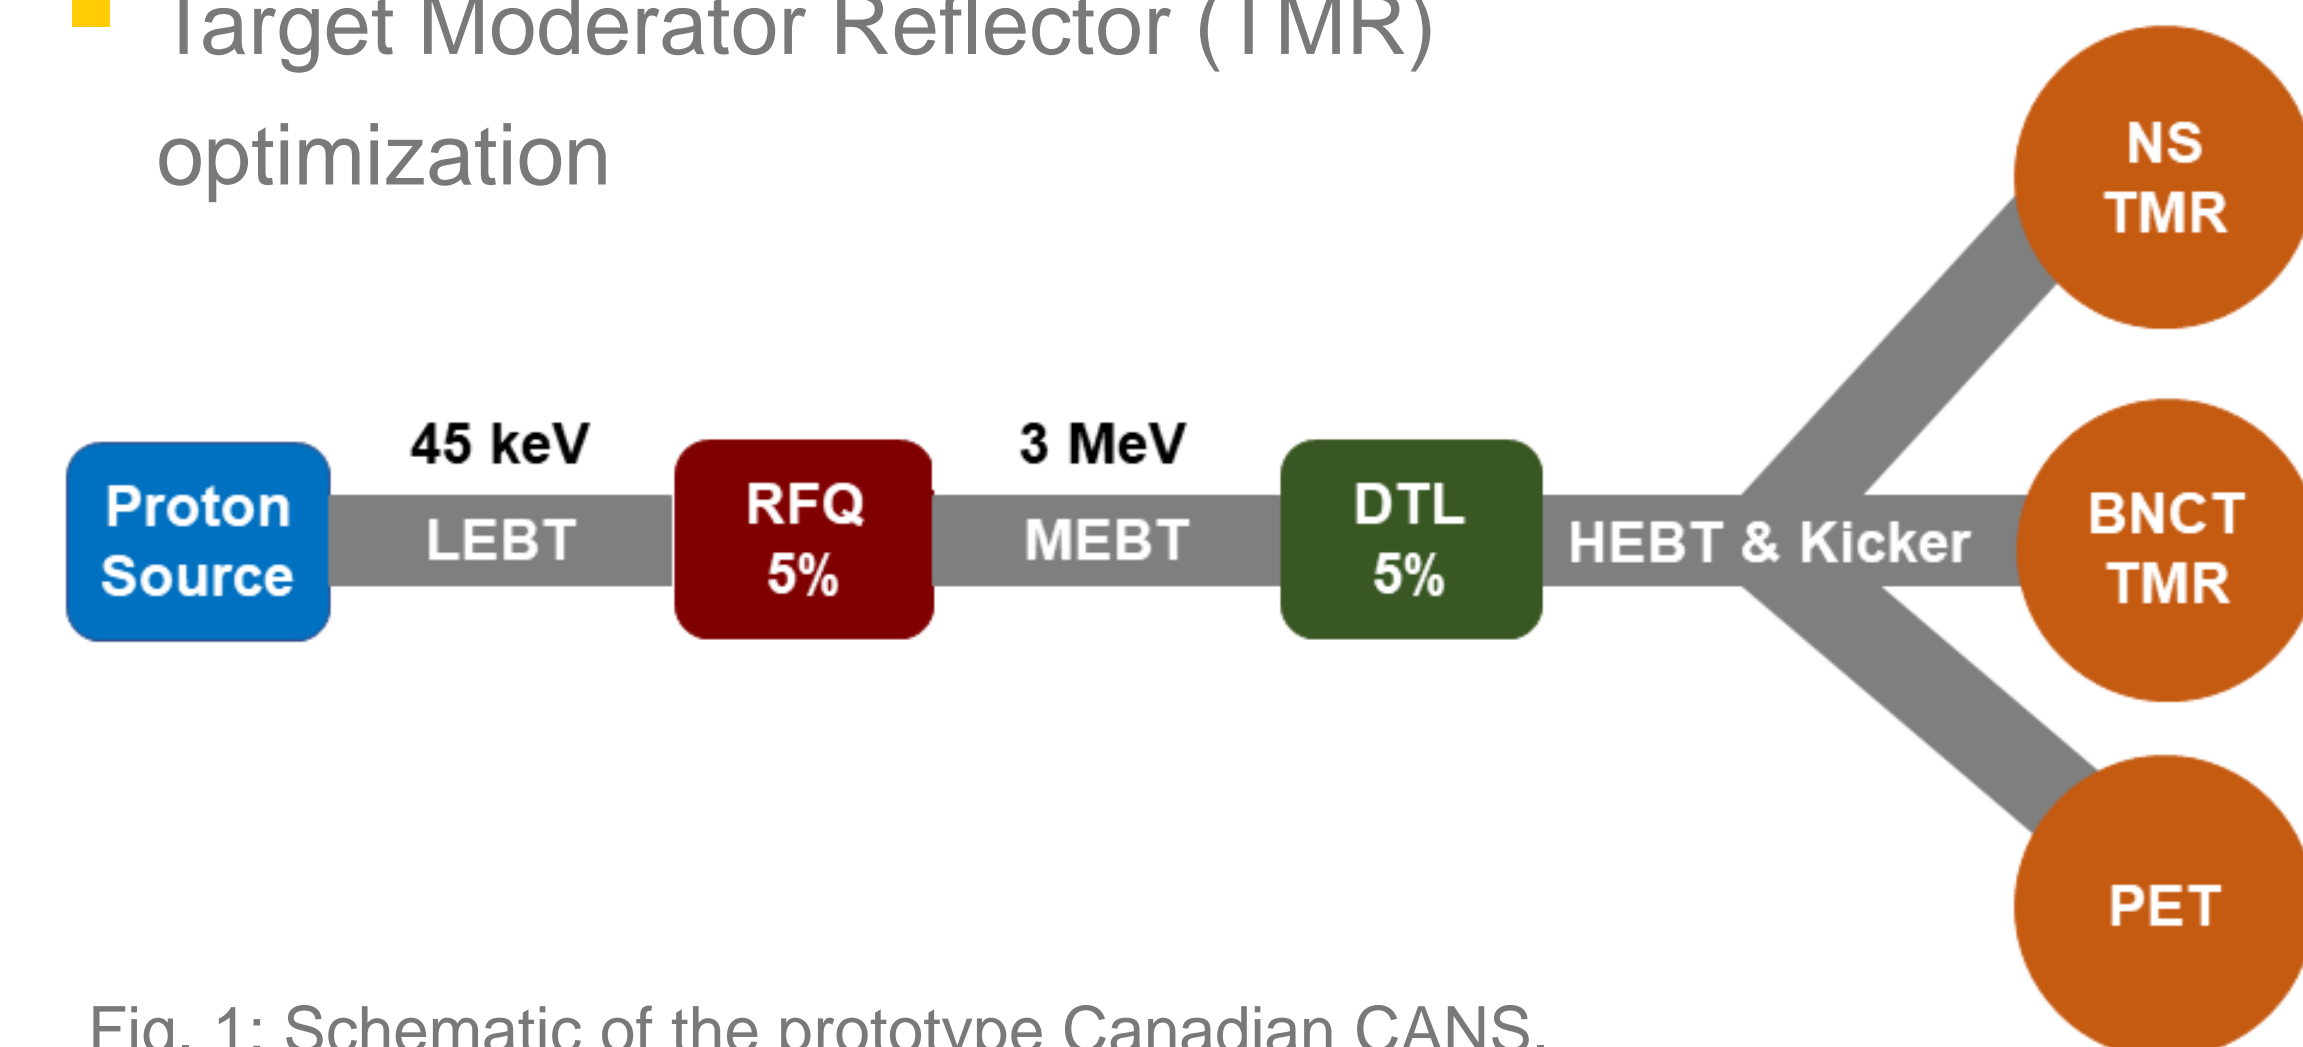 Target Moderator Reflector (TMR)
optimization
NS
TMR
45 keV
3 MeV
Proton
Source
LEBT
RFQ
5%
MEBT
DTL
5%
HEBT & Kicker
BNCT
TMR
PET
Fig. 1: Schematic of the prototype Canadian CANS.